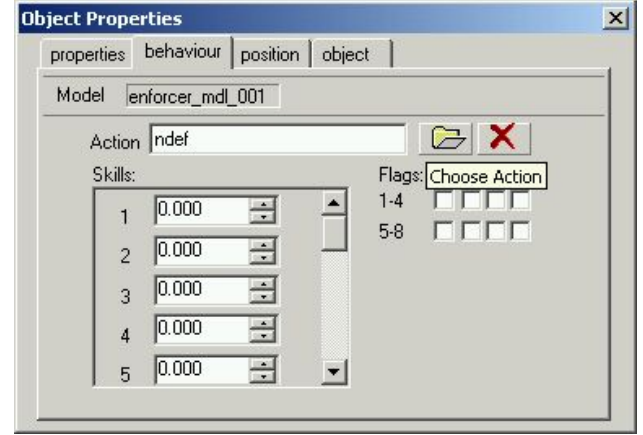 Object Properties
properties behaviour position object
Model enforcer_mdl_001
Action ndef
Skills: Flags: Choose Action
1 0.000 1-4
2 0.000 5-8
3 0.000
4 0.000
5 0.000